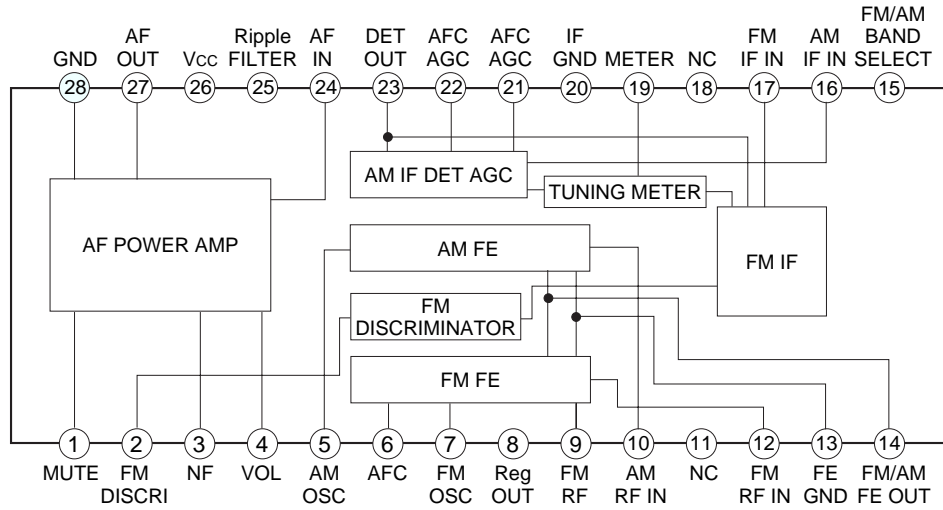 FM/AM
AF Ripple AF DET AFC AFC IF FM AM BAND
GND OUT Vcc FILTER IN OUT AGC AGC GND METER NC IF IN IF IN SELECT
28 27 26 25 24 23 22 21 20 19 18 17 16 15
AM IF DET AGC
TUNING METER
AF POWER AMP
AM FE
FM IF
FM
DISCRIMINATOR
FM FE
1 2 3 4 5 6 7 8 9 10 11 12 13 14
MUTE FM NF VOL AM AFC FM Reg FM AM NC FM FE FM/AM
DISCRI OSC OSC OUT RF RF IN RF IN GND FE OUT